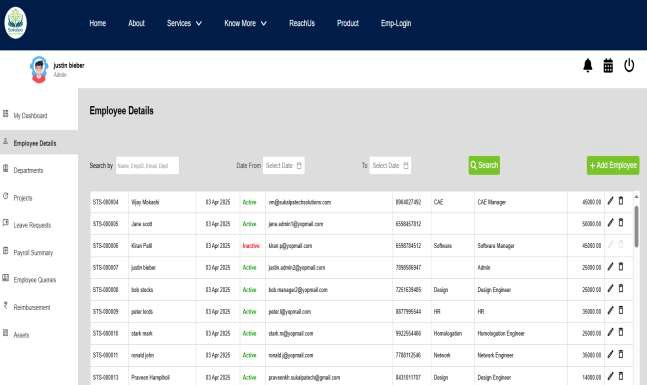 Home About Services Know More ReachUs Product Emp-Login
justin bieber
Admin
My Dashboard
Employee Details
Departments
Projects
Leave Requests
Payroll Summary
Employee Queries
Reimbursement
Assets
Employee Details
Search by Name, EmpID, Email, Dept Date From Select Date To Select Date Search + Add Employee
STS-000004 Vijay Mokashi 03 Apr 2025 Active vm@sukalpatechsolutions.com 8904027492 CAE CAE Manager 45000.00
STS-000005 Jane scott 03 Apr 2025 Active jane.admin1@yopmail.com 6598457812 50000.00
STS-000006 Kiran Patil 03 Apr 2025 Inactive kiran.p@yopmail.com 6598784512 Software Software Manager 45000.00
STS-000007 justin bieber 03 Apr 2025 Active justin.admin2@yopmail.com 7898586947 Admin 25000.00
STS-000008 bob stocks 03 Apr 2025 Active bob.manager2@yopmail.com 7251639405 Design Design Engineer 25000.00
STS-000009 peter lords 03 Apr 2025 Active peter.l@yopmail.com 8877995544 HR HR 35000.00
STS-000010 stark mark 03 Apr 2025 Active stark.m@yopmail.com 9922554466 Homologation Homologation Engineer 25000.00
STS-000011 ronald john 03 Apr 2025 Active ronald.j@yopmail.com 7788112546 Network Network Engineer 35000.00
STS-000013 Praveen Hampiholi 03 Apr 2025 Active praveenkh.sukalpatech@gmail.com 8431011707 Design Design Engineer 14000.00